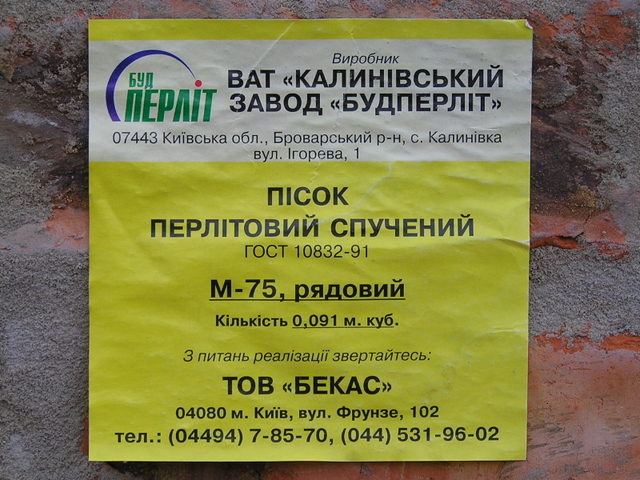 БУД
ПЕРЛІТ
Виробник
ВАТ «КАЛИНІВСЬКИЙ
ЗАВОД «БУДПЕРЛІТ»
07443 Київська обл., Броварський р-н, с. Калинівка
вул. Ігорева, 1
ПІСОК
ПЕРЛІТОВИЙ СПУЧЕНИЙ
ГОСТ 10832-91
М-75, рядовий
Кількість 0,091 м. куб.
З питань реалізації звертайтесь:
ТОВ «БЕКАС»
04080 м. Київ, вул. Фрунзе, 102
тел.: (04494) 7-85-70, (044) 531-96-02